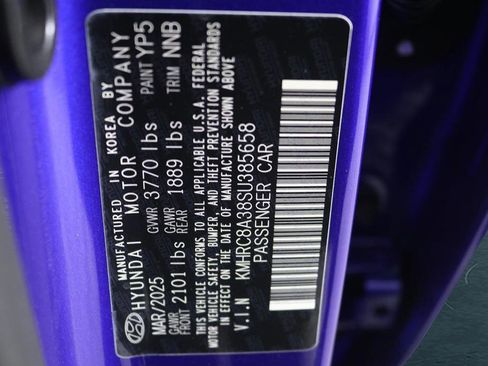 MANUFACTURED IN KOREA BY
HYUNDAI MOTOR COMPANY
MAR/2025 GVWR 3770 lbs PAINT YP5
GAWR FRONT 2101 lbs GAWR REAR 1889 lbs TRIM NNB
THIS VEHICLE CONFORMS TO ALL APPLICABLE U.S.A. FEDERAL
MOTOR VEHICLE SAFETY, BUMPER, AND THEFT PREVENTION STANDARDS
IN EFFECT ON THE DATE OF MANUFACTURE SHOWN ABOVE
V.I.N KMHRC8A38SU385658
PASSENGER CAR